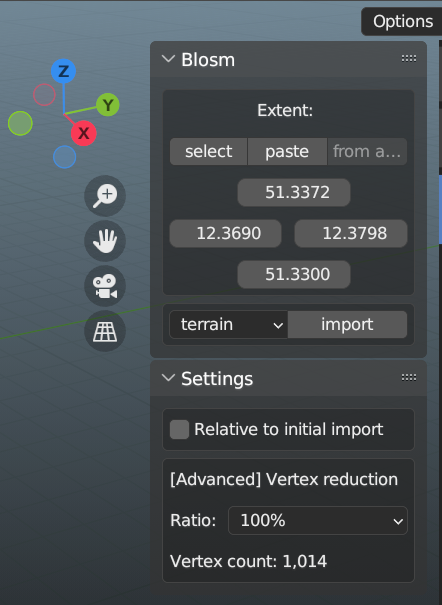 Options
Blosm
Z
Y
X
Extent:
select paste from a...
51.3372
12.3690 12.3798
51.3300
terrain import
Settings
Relative to initial import
[Advanced] Vertex reduction
Ratio: 100%
Vertex count: 1,014